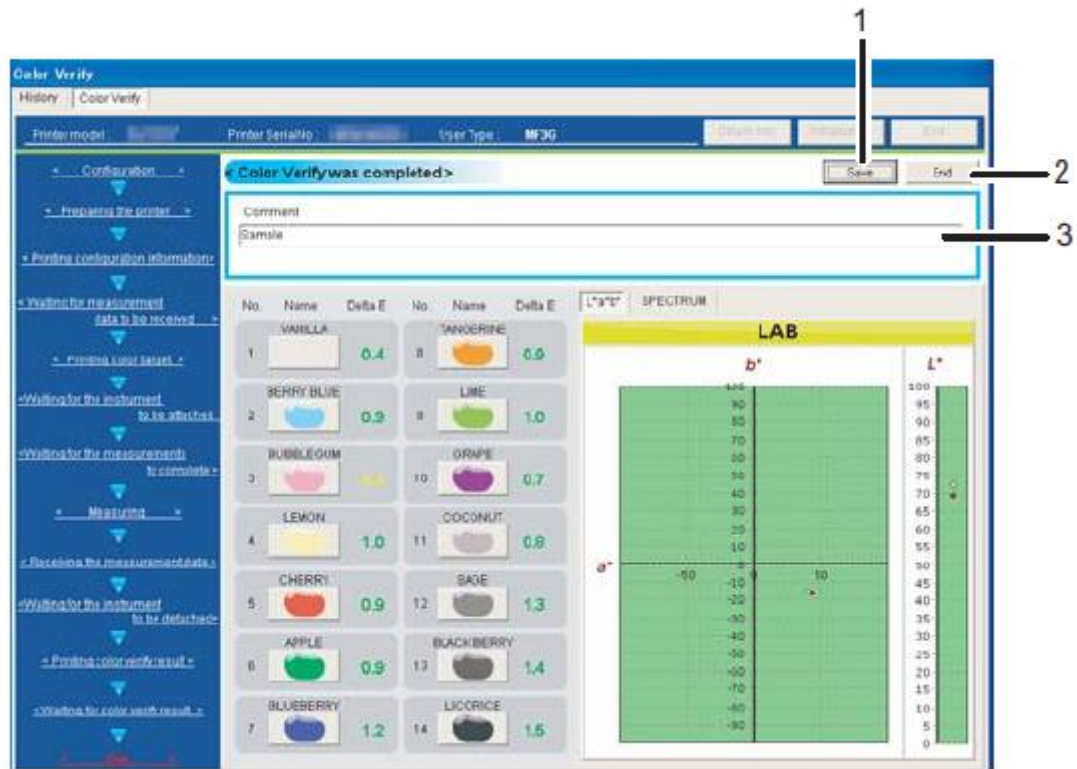 1
Color Verify
History Color Verify
Printer model : Printer SerialNo : User Type : MF3G
< Color Verify was completed >
Save End
2
Comment
Sample
3
< Configuration >
< Preparing the printer >
< Printing configuration information>
< Waiting for measurement
data to be received >
< Printing color target >
<Waiting for the instrument
to be attached
<Waiting for the measurements
to complete >
< Measuring >
< Receiving the measurement data >
<Waiting for the instrument
to be detached>
< Printing color verify result >
<Waiting for color verify result >
No. Name Delta E No. Name Delta E
VANILLA TANGERINE
1 0.4 8 0.9
BERRY BLUE LIME
2 0.9 9 1.0
BUBBLEGUM GRAPE
3 10 0.7
LEMON COCONUT
4 1.0 11 0.8
CHERRY SAGE
5 0.9 12 1.3
APPLE BLACKBERRY
6 0.9 13 1.4
BLUEBERRY LICORICE
7 1.2 14 1.5
L*a*b* SPECTRUM
LAB
b* L*
100
90
80
70
40
30
20
10
a* -50 0 50
-10
-20
-40
-50
-60
-70
-80
-90
100
95
90
85
80
75
70
65
60
55
50
45
40
35
30
25
20
15
10
5
0